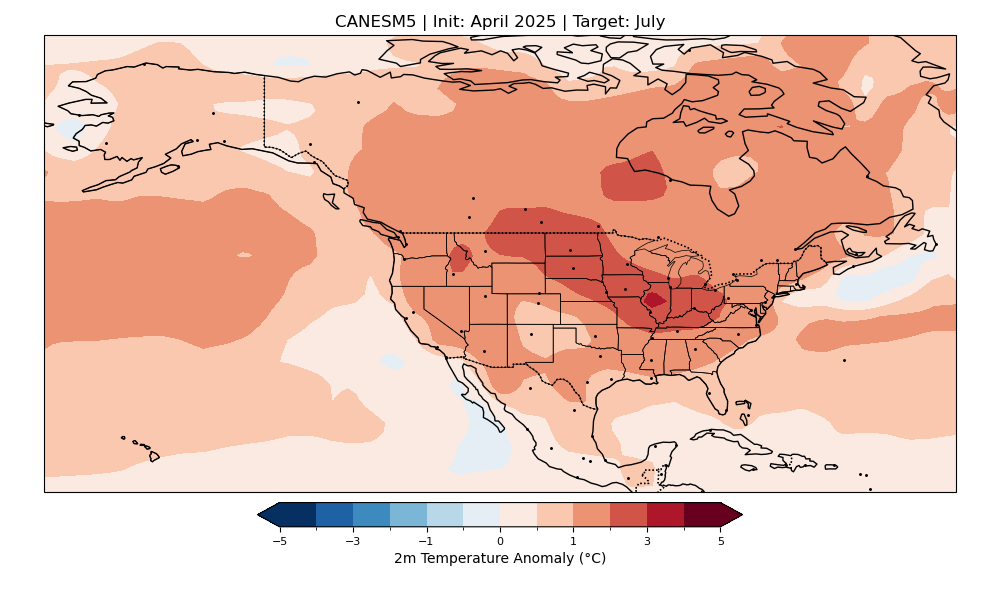 CANESM5 | Init: April 2025 | Target: July
−5 −3 −1 0 1 3 5
2m Temperature Anomaly (°C)